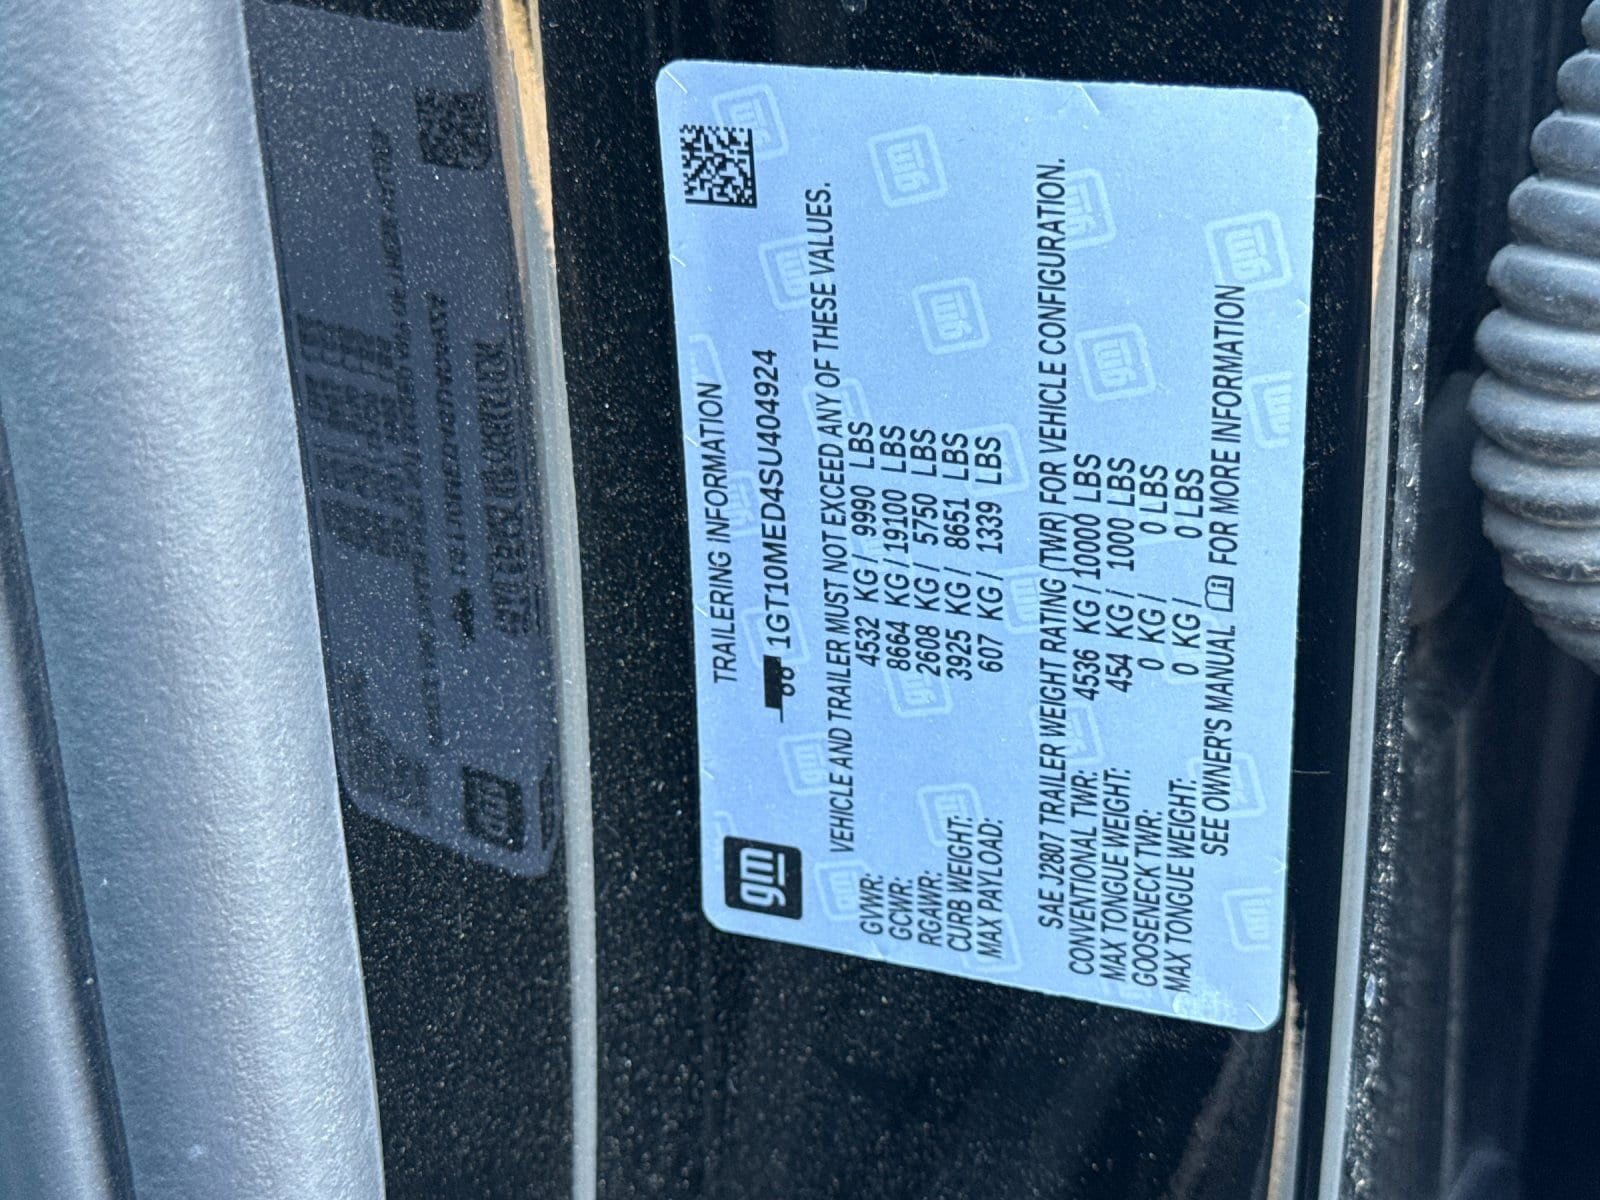 TRAILERING INFORMATION
gm
1GT10MED4SU404924
VEHICLE AND TRAILER MUST NOT EXCEED ANY OF THESE VALUES.
GVWR: 4532 KG / 9990 LBS
GCWR: 8664 KG / 19100 LBS
RGAWR: 2608 KG / 5750 LBS
CURB WEIGHT: 3925 KG / 8651 LBS
MAX PAYLOAD: 607 KG / 1339 LBS
SAE J2807 TRAILER WEIGHT RATING (TWR) FOR VEHICLE CONFIGURATION.
CONVENTIONAL TWR: 4536 KG / 10000 LBS
MAX TONGUE WEIGHT: 454 KG / 1000 LBS
GOOSENECK TWR: 0 KG / 0 LBS
MAX TONGUE WEIGHT: 0 KG / 0 LBS
SEE OWNER'S MANUAL FOR MORE INFORMATION